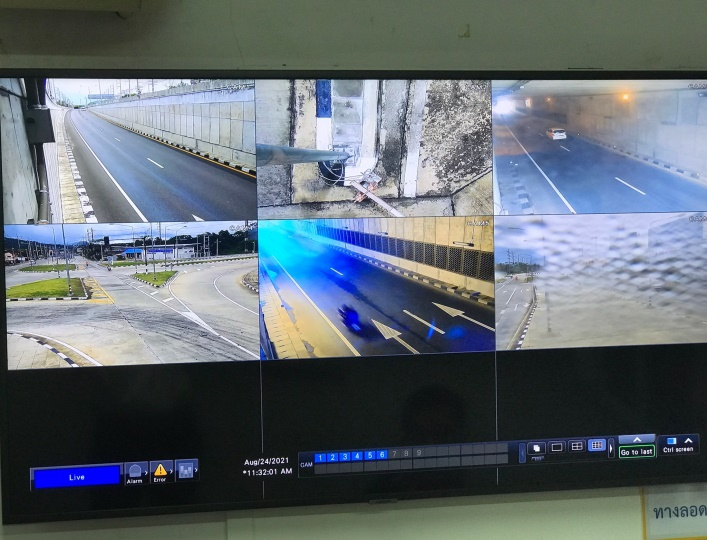 Live
Alarm
Error
Aug/24/2021
*11:32:01 AM
CAM
1 2 3 4 5 6 7 8 9
Go to last
Ctrl screen
ทางลอด